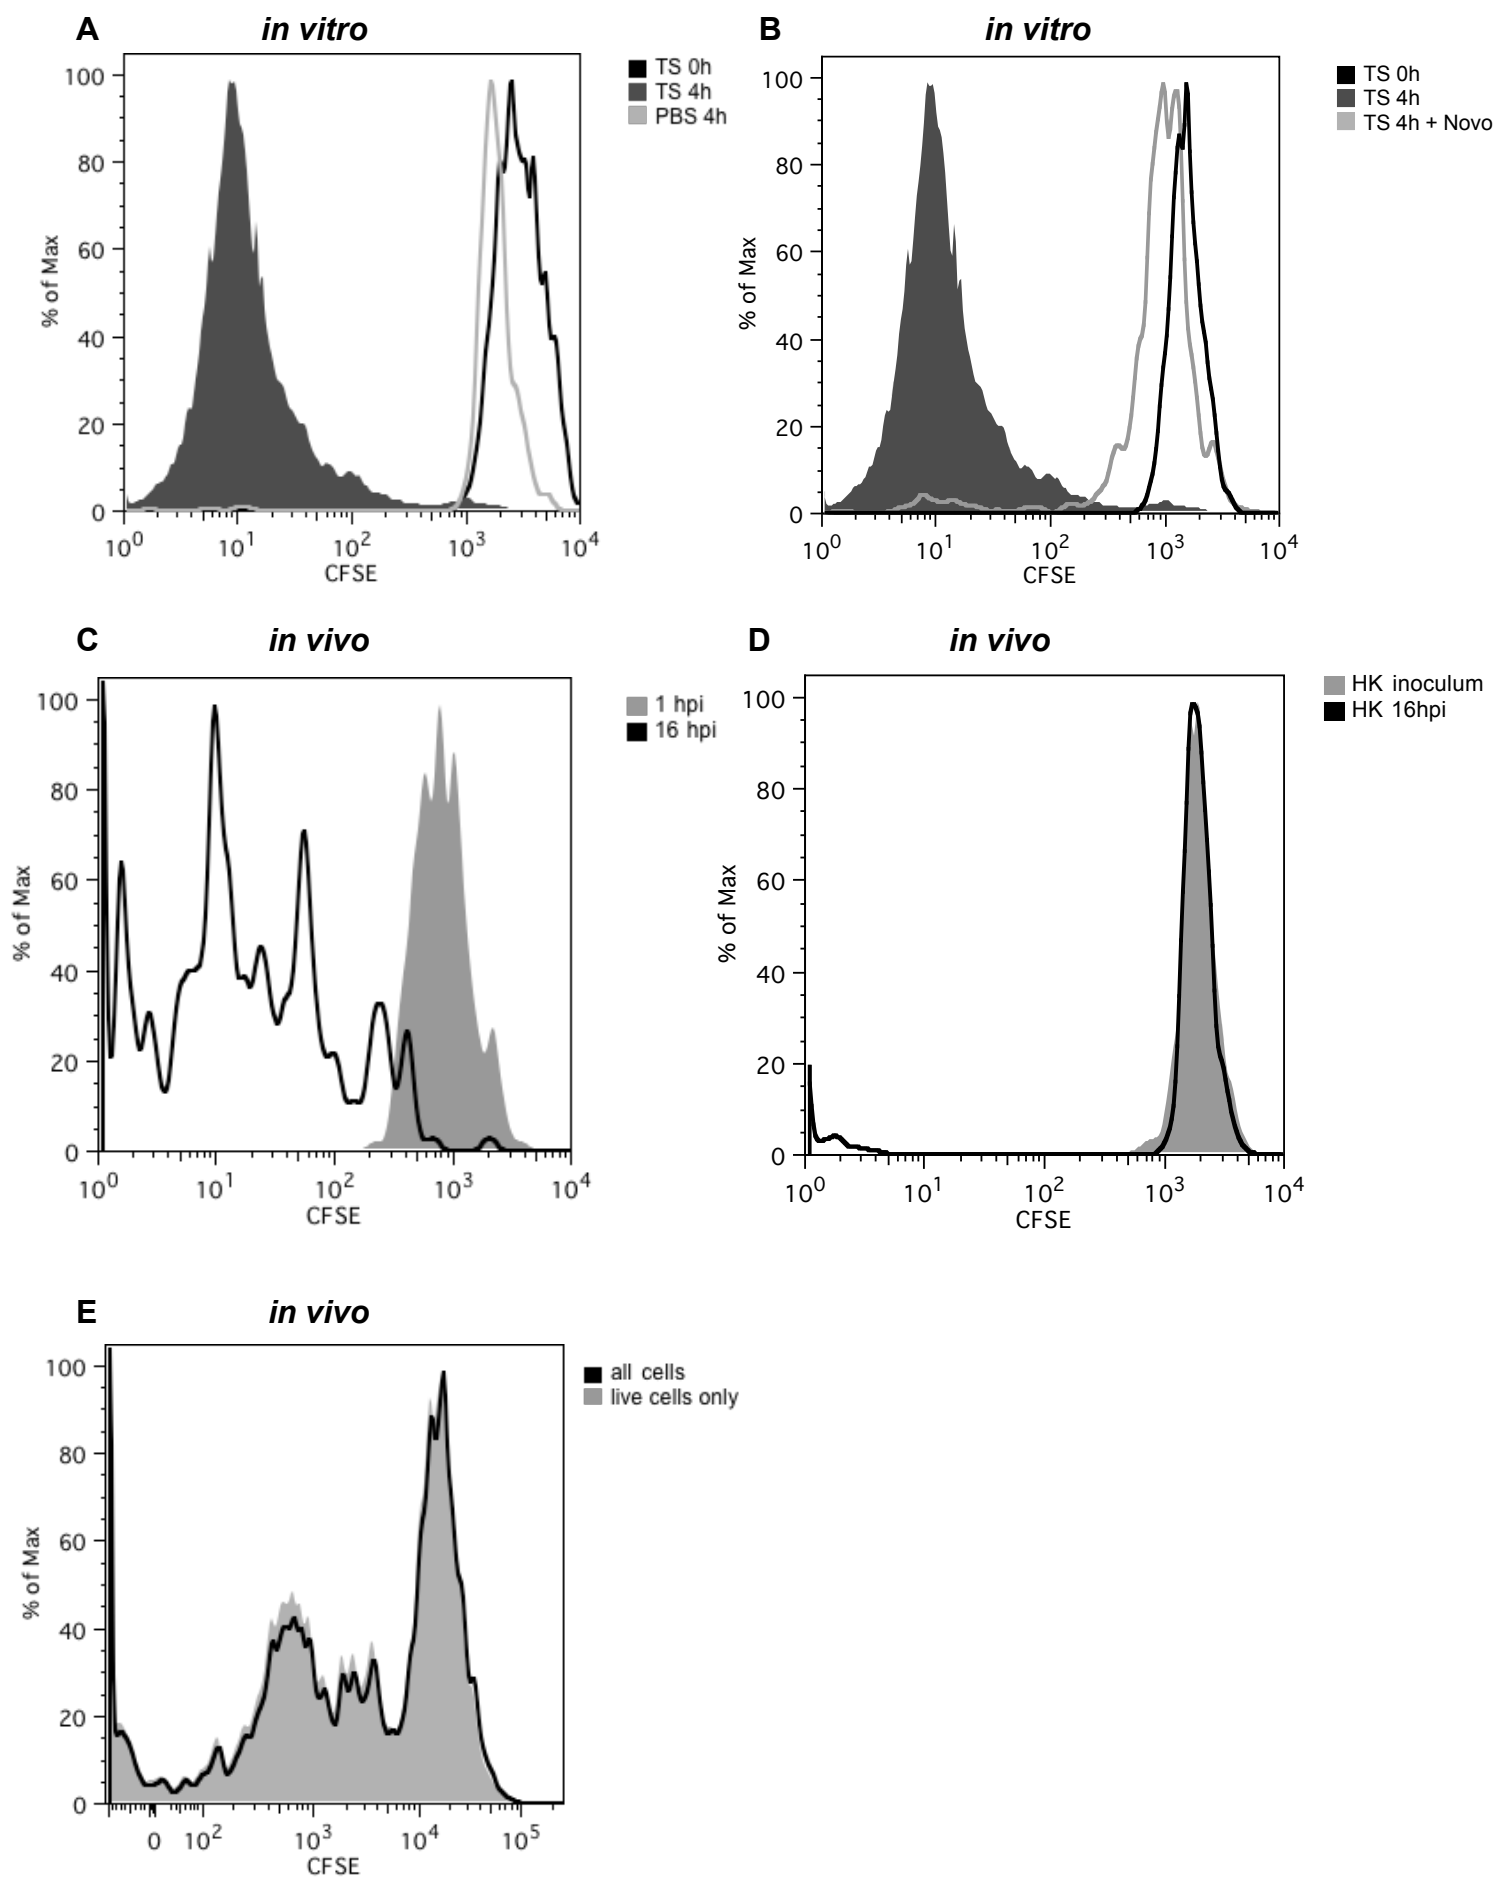 A in vitro
TS 0h
TS 4h
PBS 4h
100
80
60
40
20
0
% of Max
10^0 10^1 10^2 10^3 10^4
CFSE
B in vitro
TS 0h
TS 4h
TS 4h + Novo
100
80
60
40
20
0
% of Max
10^0 10^1 10^2 10^3 10^4
CFSE
C in vivo
1 hpi
16 hpi
100
80
60
40
20
0
% of Max
10^0 10^1 10^2 10^3 10^4
CFSE
D in vivo
HK inoculum
HK 16hpi
100
80
60
40
20
0
% of Max
10^0 10^1 10^2 10^3 10^4
CFSE
E in vivo
all cells
live cells only
100
80
60
40
20
0
% of Max
0 10^2 10^3 10^4 10^5
CFSE